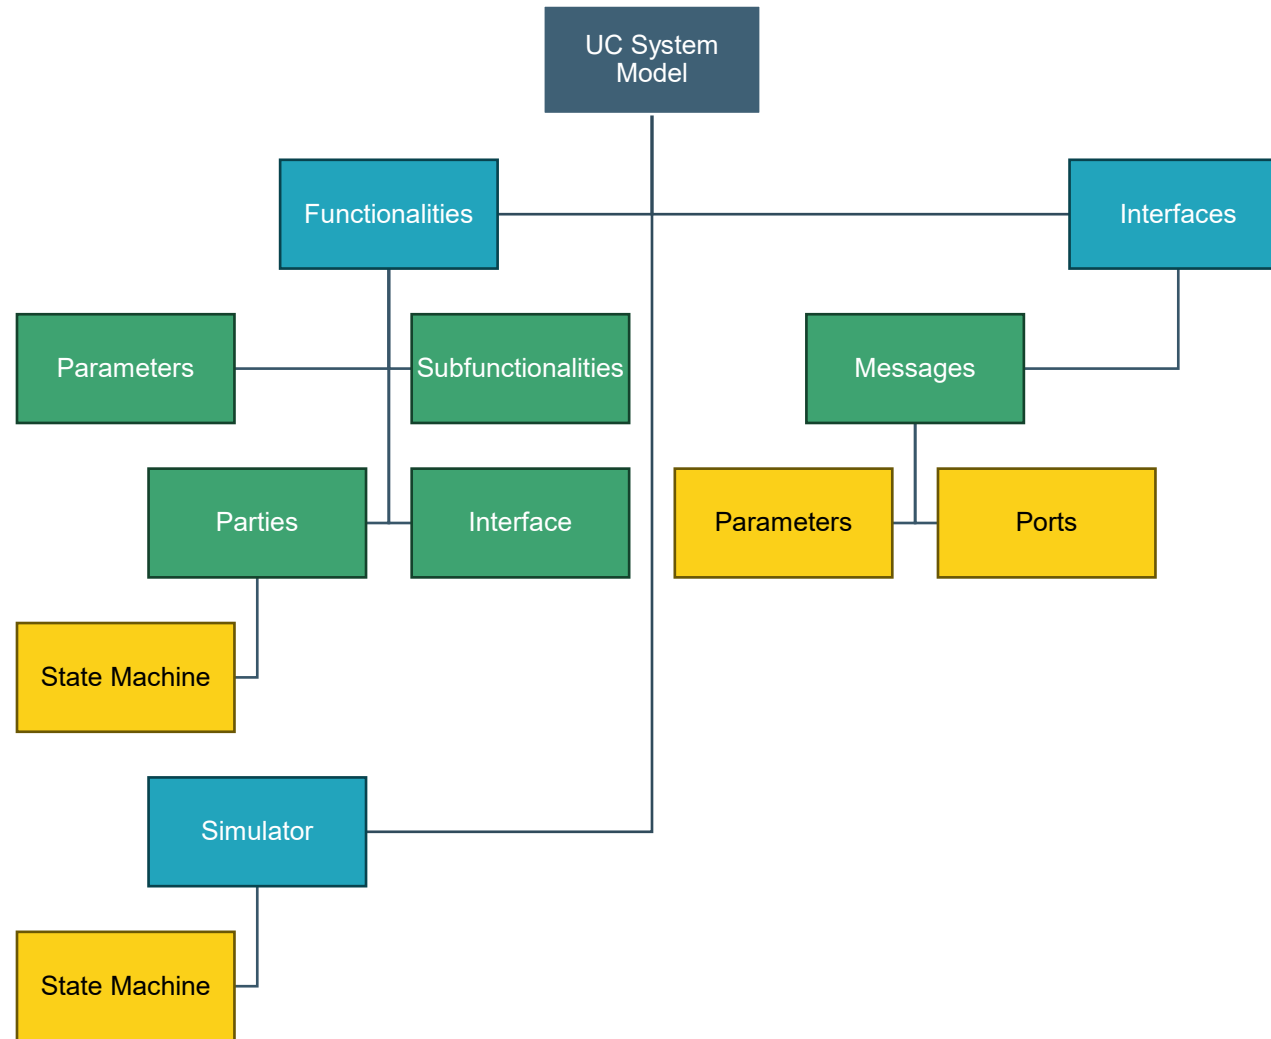 UC System
Model
Functionalities
Interfaces
Parameters
Subfunctionalities
Messages
Parties
Interface
Parameters
Ports
State Machine
Simulator
State Machine